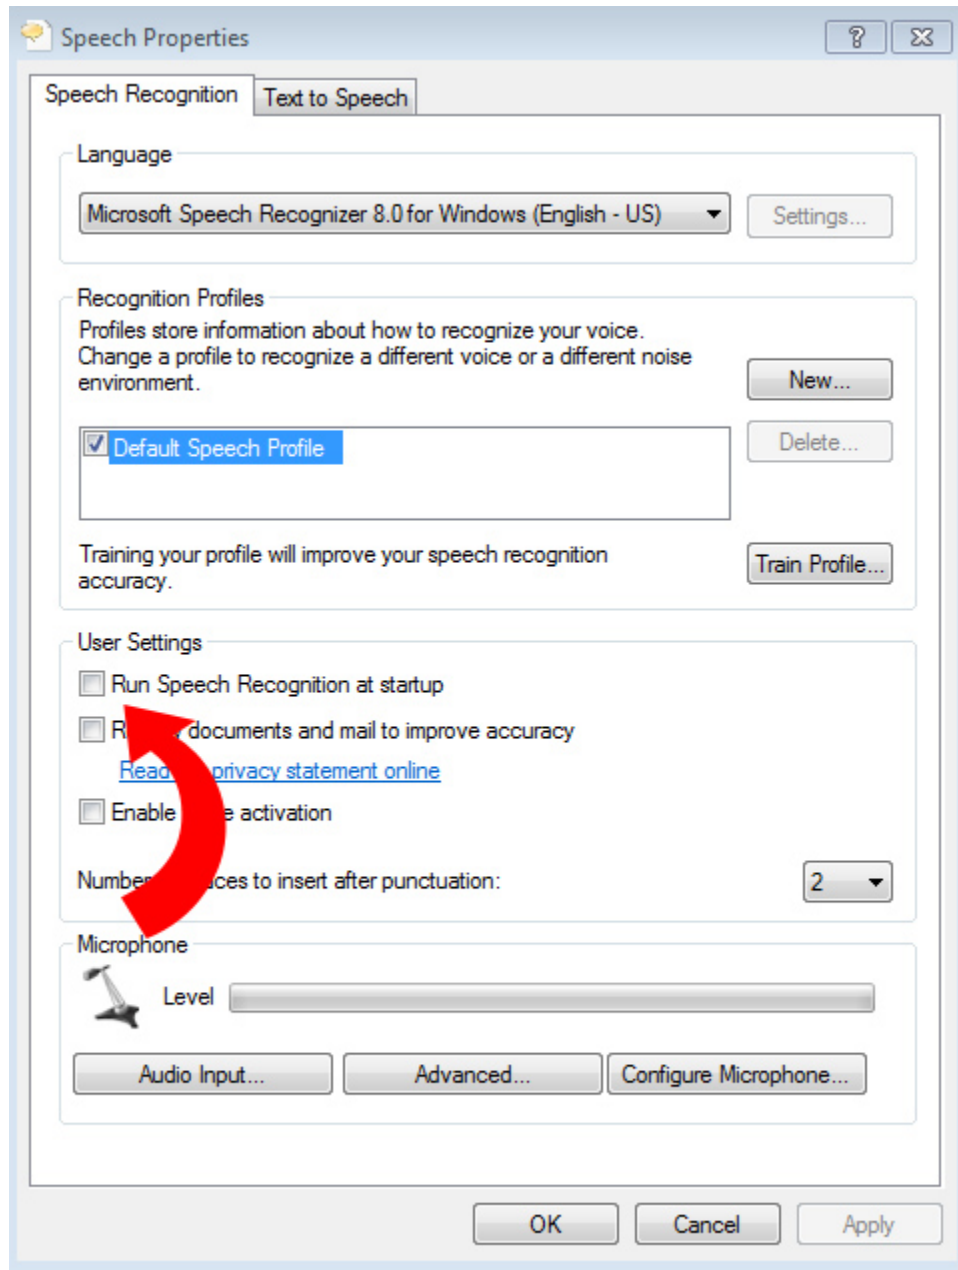 Speech Properties
Speech Recognition
Text to Speech
Language
Microsoft Speech Recognizer 8.0 for Windows (English - US)
Settings...
Recognition Profiles
Profiles store information about how to recognize your voice.
Change a profile to recognize a different voice or a different noise
environment.
New...
Default Speech Profile
Delete...
Training your profile will improve your speech recognition
accuracy.
Train Profile...
User Settings
Run Speech Recognition at startup
documents and mail to improve accuracy
Read privacy statement online
Enable activation
Number to insert after punctuation:
2
Microphone
Level
Audio Input...
Advanced...
Configure Microphone...
OK
Cancel
Apply